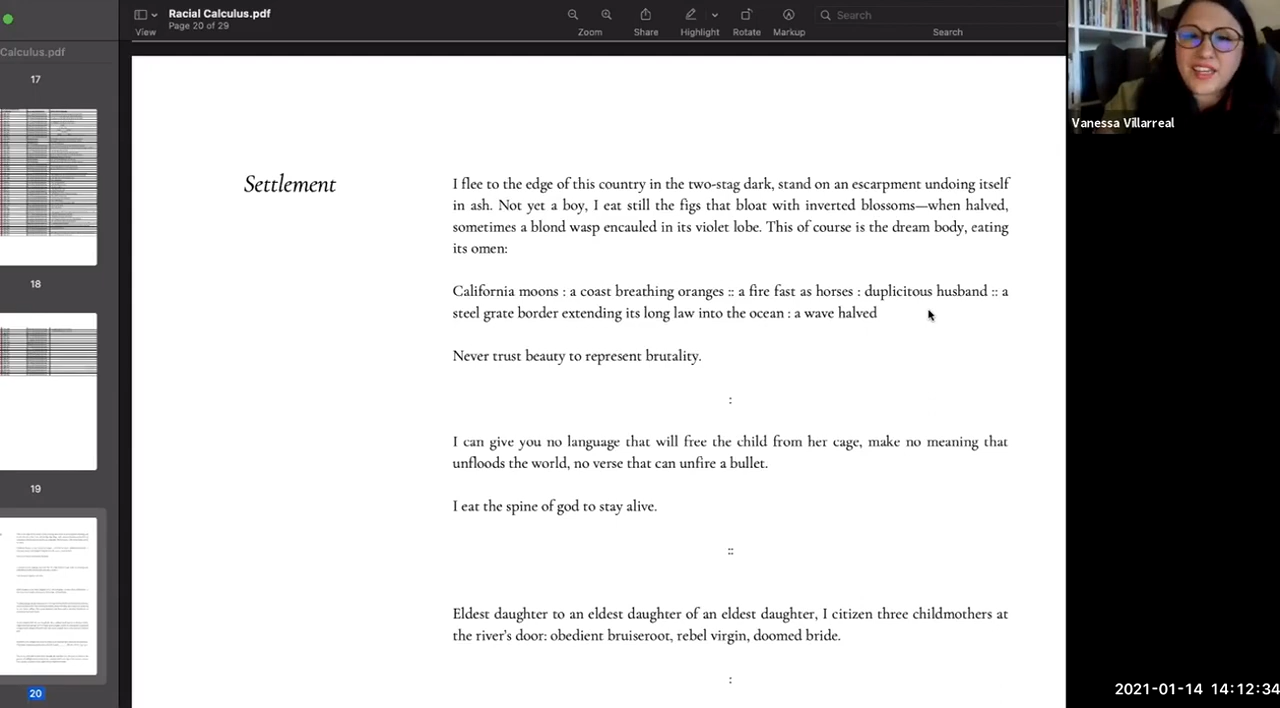 Racial Calculus.pdf
Page 20 of 29
View
Zoom
Share
Highlight
Rotate
Markup
Search
Search
Calculus.pdf
17
18
19
20
Vanessa Villarreal
Settlement
I flee to the edge of this country in the two-stag dark, stand on an escarpment undoing itself
in ash. Not yet a boy, I eat still the figs that bloat with inverted blossoms—when halved,
sometimes a blond wasp encauled in its violet lobe. This of course is the dream body, eating
its omen:
California moons : a coast breathing oranges :: a fire fast as horses : duplicitous husband :: a
steel grate border extending its long law into the ocean : a wave halved
Never trust beauty to represent brutality.
:
I can give you no language that will free the child from her cage, make no meaning that
unfloods the world, no verse that can unfire a bullet.
I eat the spine of god to stay alive.
::
Eldest daughter to an eldest daughter of an eldest daughter, I citizen three childmothers at
the river's door: obedient bruiseroot, rebel virgin, doomed bride.
:
2021-01-14 14:12:34